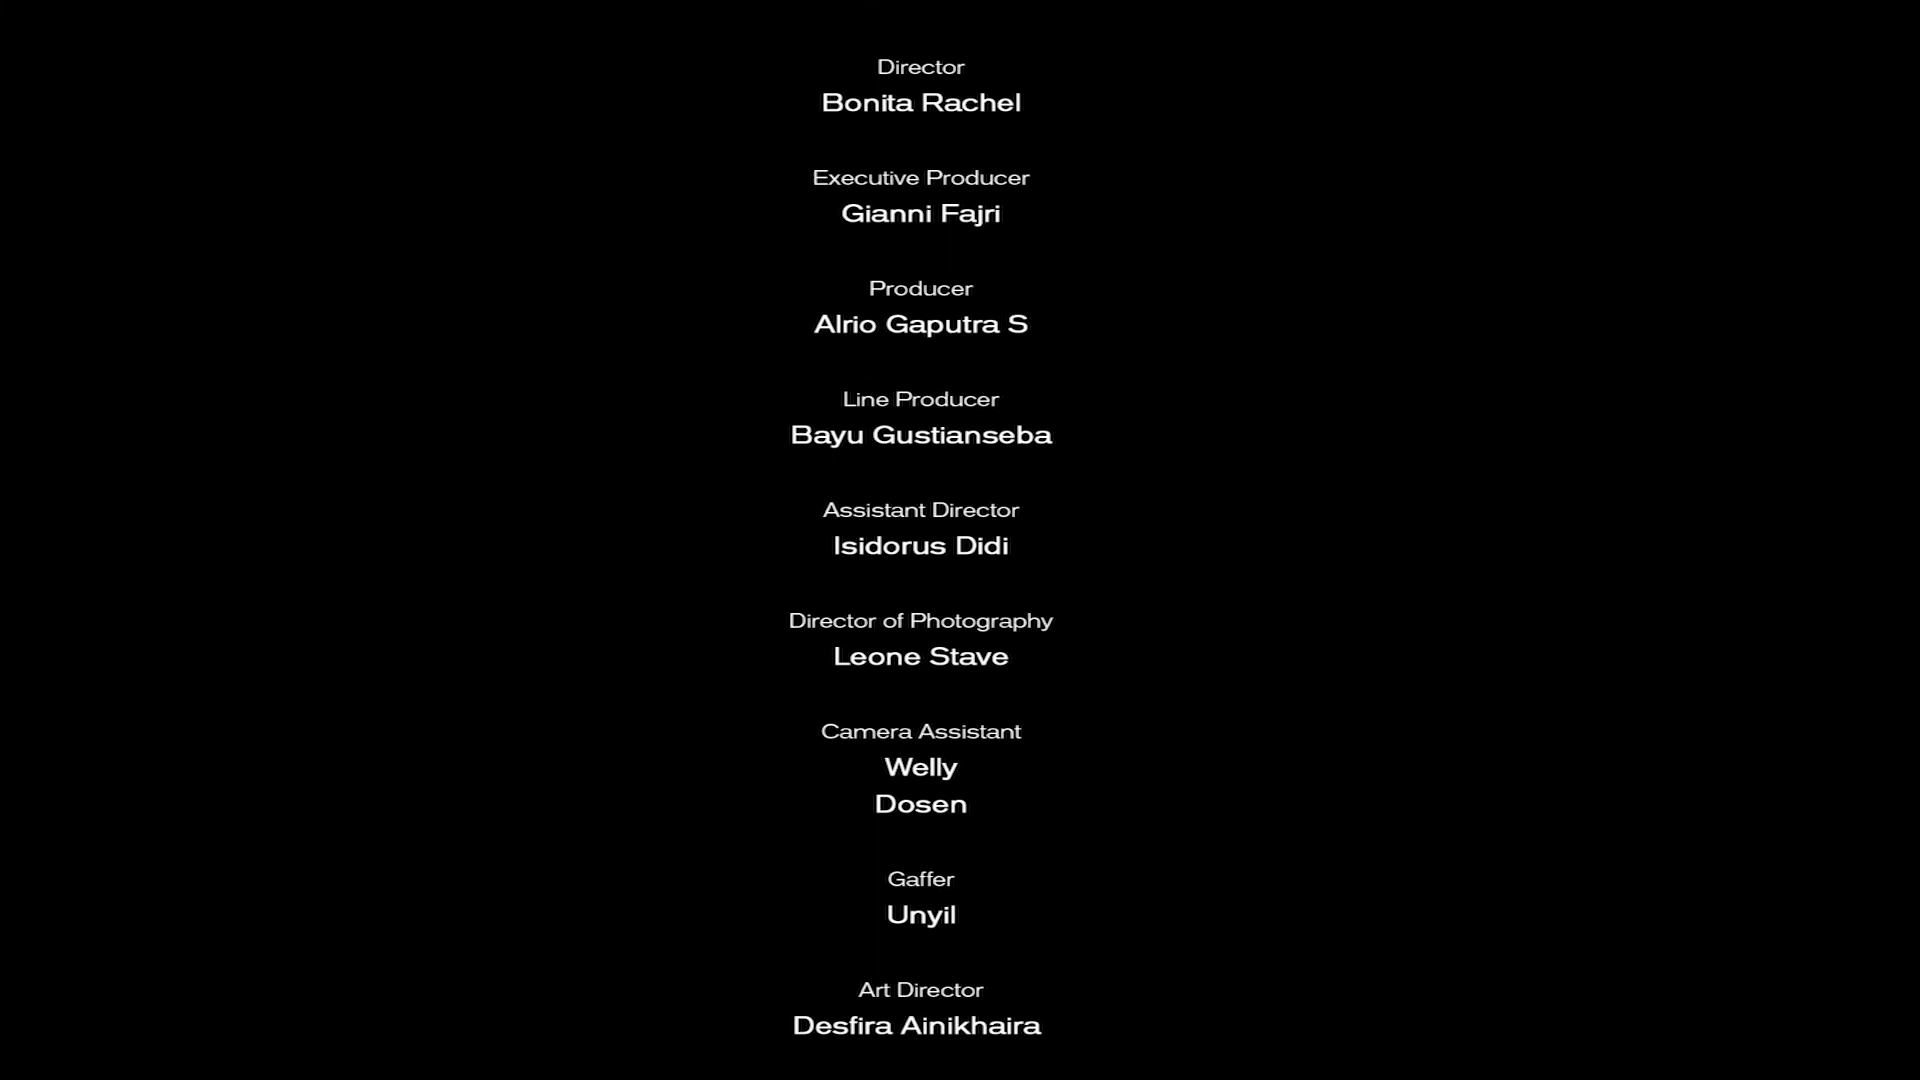 Director
Bonita Rachel
Executive Producer
Gianni Fajri
Producer
Alrio Gaputra S
Line Producer
Bayu Gustianseba
Assistant Director
Isidorus Didi
Director of Photography
Leone Stave
Camera Assistant
Welly
Dosen
Gaffer
Unyil
Art Director
Desfira Ainikhaira